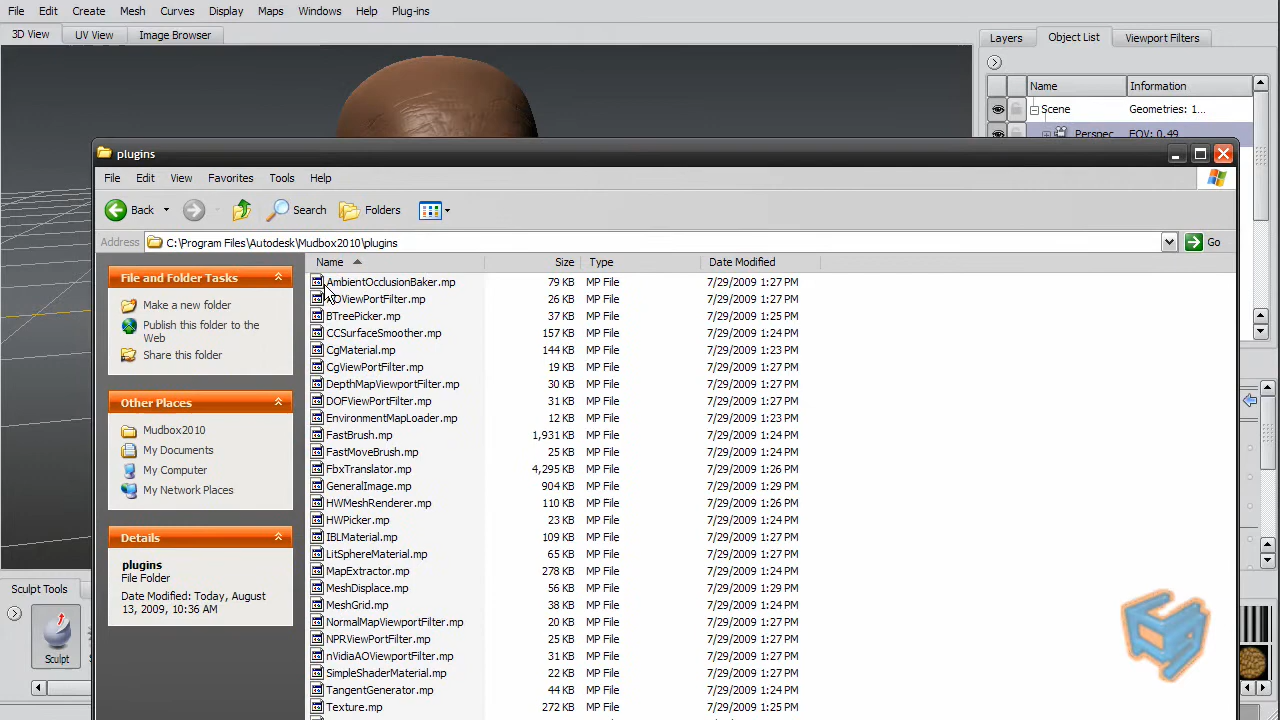 File Edit Create Mesh Curves Display Maps Windows Help Plug-ins
3D View UV View Image Browser
Layers Object List Viewport Filters
Name Information
Scene Geometries: 1...
Perspec FOV: 0.49
plugins
File Edit View Favorites Tools Help
Back Search Folders
Address C:\Program Files\Autodesk\Mudbox2010\plugins Go
File and Folder Tasks
Make a new folder
Publish this folder to the
Web
Share this folder
Other Places
Mudbox2010
My Documents
My Computer
My Network Places
Details
plugins
File Folder
Date Modified: Today, August
13, 2009, 10:36 AM
Name Size Type Date Modified
AmbientOcclusionBaker.mp 79 KB MP File 7/29/2009 1:27 PM
26 KB MP File 7/29/2009 1:27 PM
BTreePicker.mp 37 KB MP File 7/29/2009 1:25 PM
CCSurfaceSmoother.mp 157 KB MP File 7/29/2009 1:24 PM
CgMaterial.mp 144 KB MP File 7/29/2009 1:23 PM
CgViewPortFilter.mp 19 KB MP File 7/29/2009 1:27 PM
DepthMapViewportFilter.mp 30 KB MP File 7/29/2009 1:27 PM
DOFViewPortFilter.mp 31 KB MP File 7/29/2009 1:27 PM
EnvironmentMapLoader.mp 12 KB MP File 7/29/2009 1:23 PM
FastBrush.mp 1,931 KB MP File 7/29/2009 1:24 PM
FastMoveBrush.mp 25 KB MP File 7/29/2009 1:24 PM
FbxTranslator.mp 4,295 KB MP File 7/29/2009 1:26 PM
GeneralImage.mp 904 KB MP File 7/29/2009 1:29 PM
HWMeshRenderer.mp 110 KB MP File 7/29/2009 1:26 PM
HWPicker.mp 23 KB MP File 7/29/2009 1:24 PM
IBLMaterial.mp 109 KB MP File 7/29/2009 1:27 PM
LitSphereMaterial.mp 65 KB MP File 7/29/2009 1:27 PM
MapExtractor.mp 278 KB MP File 7/29/2009 1:24 PM
MeshDisplace.mp 56 KB MP File 7/29/2009 1:29 PM
MeshGrid.mp 38 KB MP File 7/29/2009 1:24 PM
NormalMapViewportFilter.mp 20 KB MP File 7/29/2009 1:27 PM
NPRViewPortFilter.mp 25 KB MP File 7/29/2009 1:27 PM
nVidiaAOViewportFilter.mp 31 KB MP File 7/29/2009 1:27 PM
SimpleShaderMaterial.mp 22 KB MP File 7/29/2009 1:27 PM
TangentGenerator.mp 44 KB MP File 7/29/2009 1:24 PM
Texture.mp 272 KB MP File 7/29/2009 1:25 PM
Sculpt Tools
Sculpt